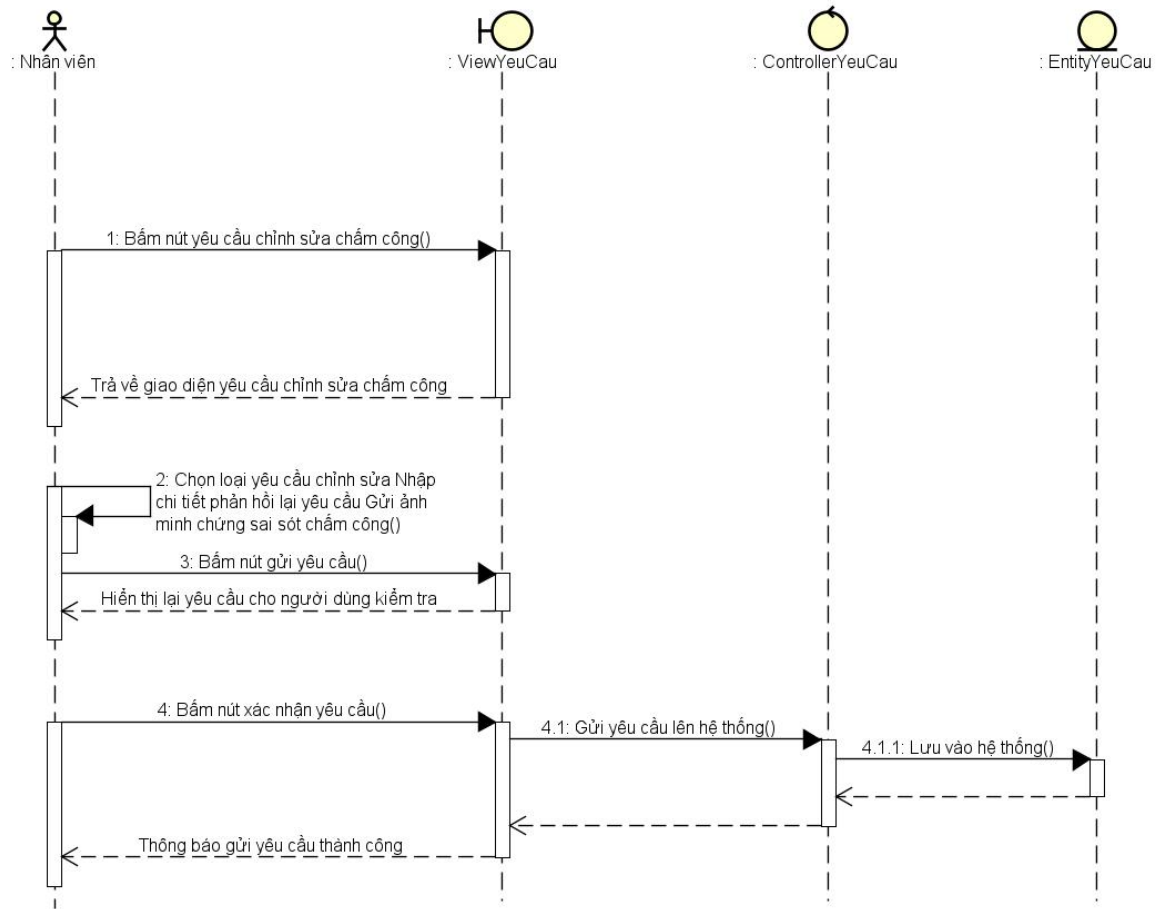 : Nhân viên
: ViewYeuCau
: ControllerYeuCau
: EntityYeuCau
1: Bấm nút yêu cầu chỉnh sửa chấm công()
Trả về giao diện yêu cầu chỉnh sửa chấm công
2: Chọn loại yêu cầu chỉnh sửa Nhập
chi tiết phản hồi lại yêu cầu Gửi ảnh
minh chứng sai sót chấm công()
3: Bấm nút gửi yêu cầu()
Hiển thị lại yêu cầu cho người dùng kiểm tra
4: Bấm nút xác nhận yêu cầu()
4.1: Gửi yêu cầu lên hệ thống()
4.1.1: Lưu vào hệ thống()
Thông báo gửi yêu cầu thành công